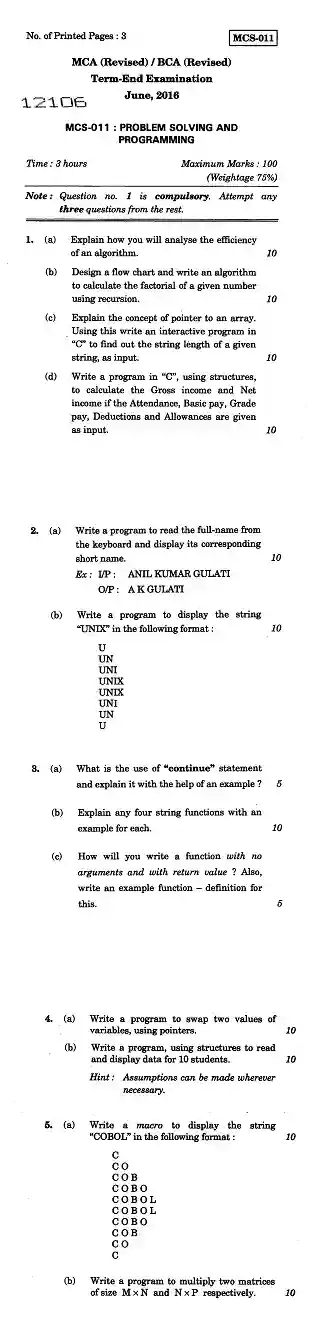 No. of Printed Pages : 3 MCS-011
MCA (Revised) / BCA (Revised)
Term-End Examination
12106 June, 2016
MCS-011 : PROBLEM SOLVING AND
PROGRAMMING
Time : 3 hours Maximum Marks : 100
(Weightage 75%)
Note : Question no. 1 is compulsory. Attempt any
three questions from the rest.
1. (a) Explain how you will analyse the efficiency
of an algorithm. 10
(b) Design a flow chart and write an algorithm
to calculate the factorial of a given number
using recursion. 10
(c) Explain the concept of pointer to an array.
Using this write an interactive program in
"C" to find out the string length of a given
string, as input. 10
(d) Write a program in "C", using structures,
to calculate the Gross income and Net
income if the Attendance, Basic pay, Grade
pay, Deductions and Allowances are given
as input. 10
2. (a) Write a program to read the full-name from
the keyboard and display its corresponding
short name. 10
Ex : I/P : ANIL KUMAR GULATI
O/P : A K GULATI
(b) Write a program to display the string
"UNIX" in the following format : 10
U
UN
UNI
UNIX
UNIX
UNI
UN
U
3. (a) What is the use of "continue" statement
and explain it with the help of an example ? 5
(b) Explain any four string functions with an
example for each. 10
(c) How will you write a function with no
arguments and with return value ? Also,
write an example function – definition for
this. 5
4. (a) Write a program to swap two values of
variables, using pointers. 10
(b) Write a program, using structures to read
and display data for 10 students. 10
Hint : Assumptions can be made wherever
necessary.
5. (a) Write a macro to display the string
"COBOL" in the following format : 10
C
C O
C O B
C O B O
C O B O L
C O B O L
C O B O
C O B
C O
C
(b) Write a program to multiply two matrices
of size M × N and N × P respectively. 10